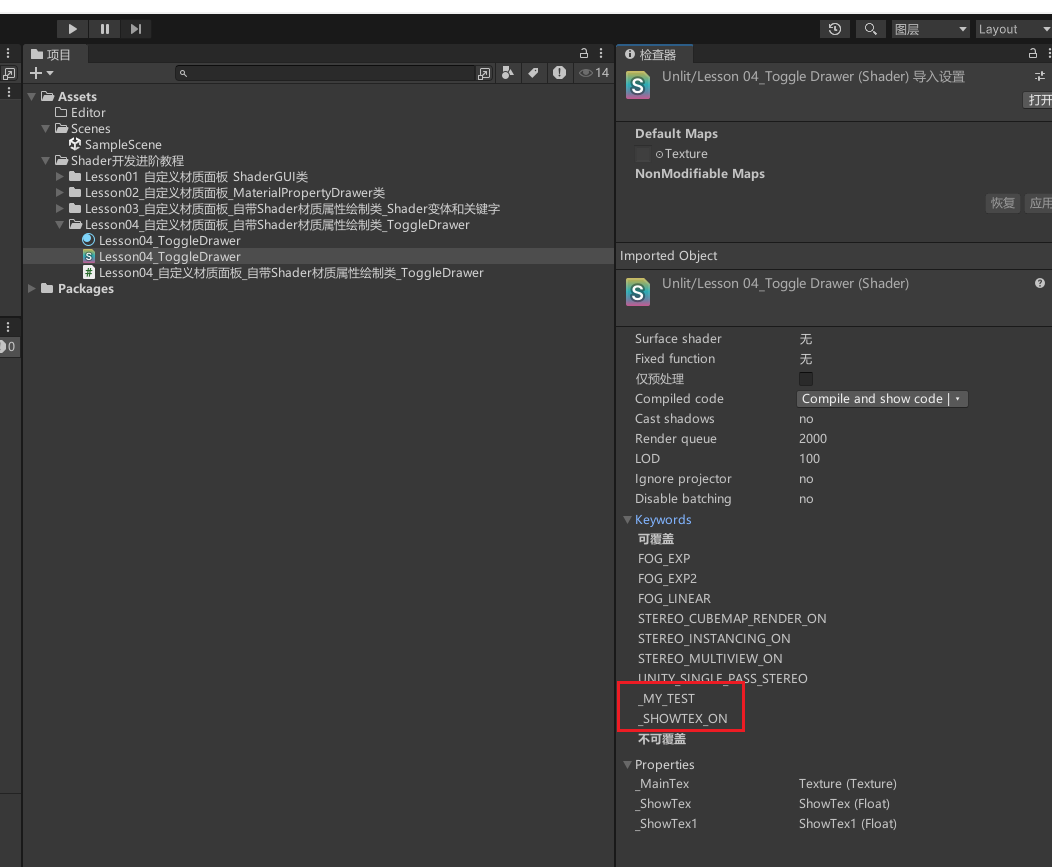 图层
Layout
项目
14
Assets
Editor
Scenes
SampleScene
Shader开发进阶教程
Lesson01_自定义材质面板_ShaderGUI类
Lesson02_自定义材质面板_MaterialPropertyDrawer类
Lesson03_自定义材质面板_自带Shader材质属性绘制类_Shader变体和关键字
Lesson04_自定义材质面板_自带Shader材质属性绘制类_ToggleDrawer
Lesson04_ToggleDrawer
Lesson04_ToggleDrawer
Lesson04_自定义材质面板_自带Shader材质属性绘制类_ToggleDrawer
Packages
0
检查器
Unlit/Lesson 04_Toggle Drawer (Shader) 导入设置
打开
Default Maps
Texture
NonModifiable Maps
恢复 应用
Imported Object
Unlit/Lesson 04_Toggle Drawer (Shader)
Surface shader 无
Fixed function 无
仅预处理
Compiled code Compile and show code |
Cast shadows no
Render queue 2000
LOD 100
Ignore projector no
Disable batching no
Keywords
可覆盖
FOG_EXP
FOG_EXP2
FOG_LINEAR
STEREO_CUBEMAP_RENDER_ON
STEREO_INSTANCING_ON
STEREO_MULTIVIEW_ON
UNITY_SINGLE_PASS_STEREO
_MY_TEST
_SHOWTEX_ON
不可覆盖
Properties
_MainTex Texture (Texture)
_ShowTex ShowTex (Float)
_ShowTex1 ShowTex1 (Float)